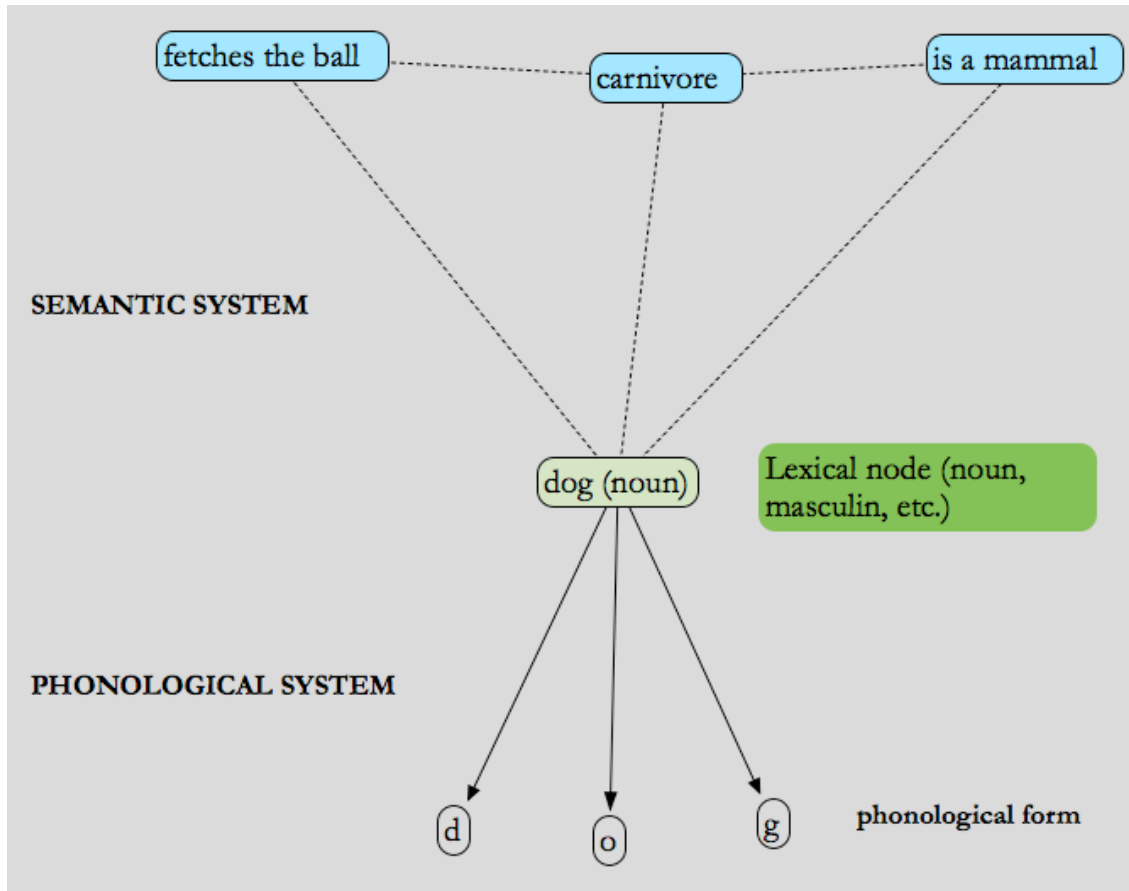 fetches the ball
carnivore
is a mammal
SEMANTIC SYSTEM
dog (noun)
Lexical node (noun,
masculin, etc.)
PHONOLOGICAL SYSTEM
d
o
g
phonological form